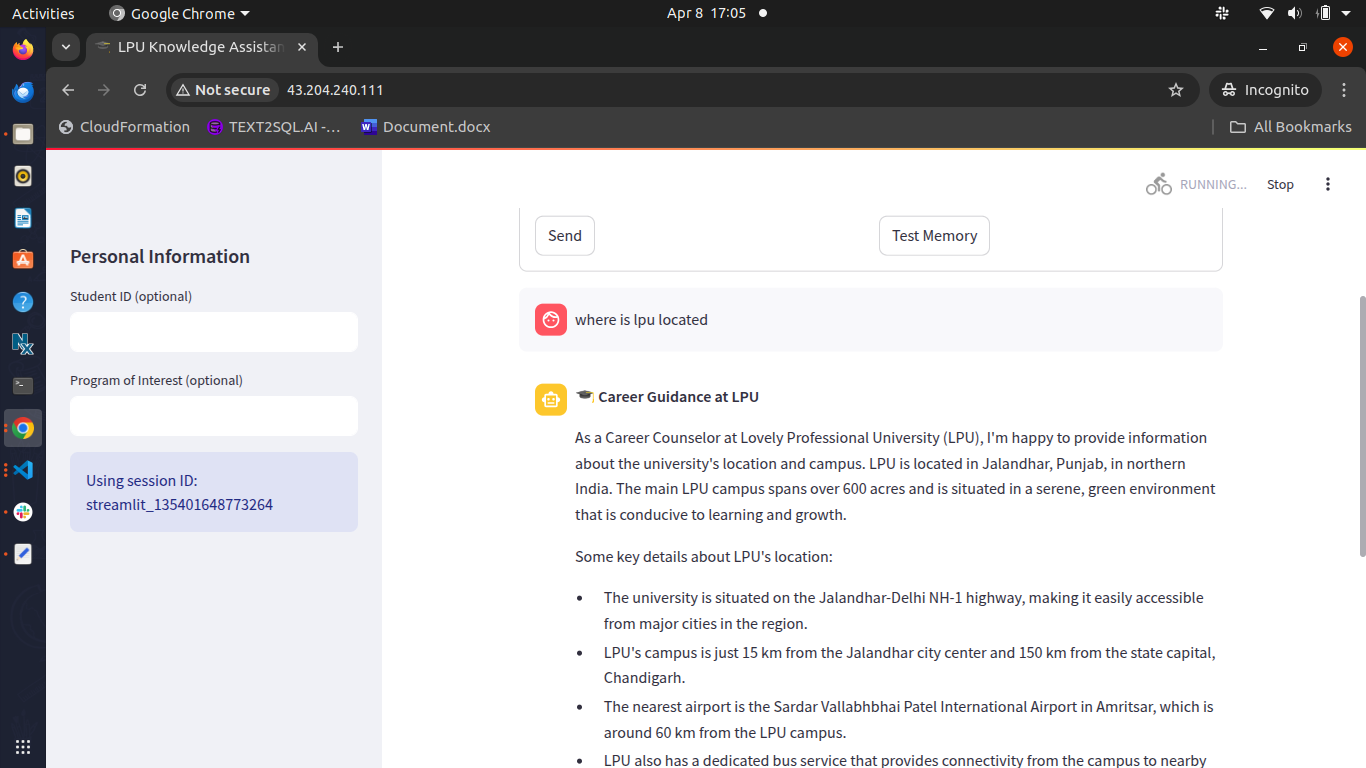 Activities
Google Chrome
Apr 8 17:05
LPU Knowledge Assistan
Not secure
43.204.240.111
Incognito
CloudFormation
TEXT2SQL.AI -...
Document.docx
All Bookmarks
RUNNING...
Stop
Personal Information
Student ID (optional)
Program of Interest (optional)
Using session ID:
streamlit_135401648773264
Send
Test Memory
where is lpu located
Career Guidance at LPU
As a Career Counselor at Lovely Professional University (LPU), I'm happy to provide information
about the university's location and campus. LPU is located in Jalandhar, Punjab, in northern
India. The main LPU campus spans over 600 acres and is situated in a serene, green environment
that is conducive to learning and growth.
Some key details about LPU's location:
• The university is situated on the Jalandhar-Delhi NH-1 highway, making it easily accessible
from major cities in the region.
• LPU's campus is just 15 km from the Jalandhar city center and 150 km from the state capital,
Chandigarh.
• The nearest airport is the Sardar Vallabhbhai Patel International Airport in Amritsar, which is
around 60 km from the LPU campus.
• LPU also has a dedicated bus service that provides connectivity from the campus to nearby